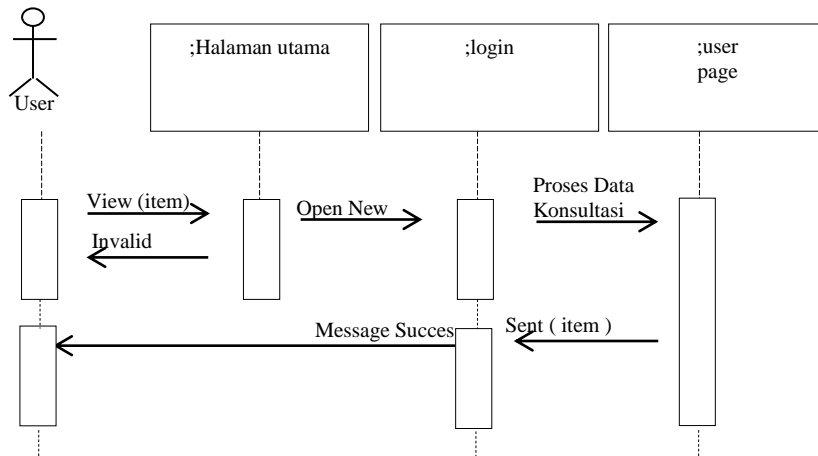 ;Halaman utama
;login
;user
page
User
View (item)
Open New
Proses Data
Konsultasi
Invalid
Message Succes
Sent ( item )